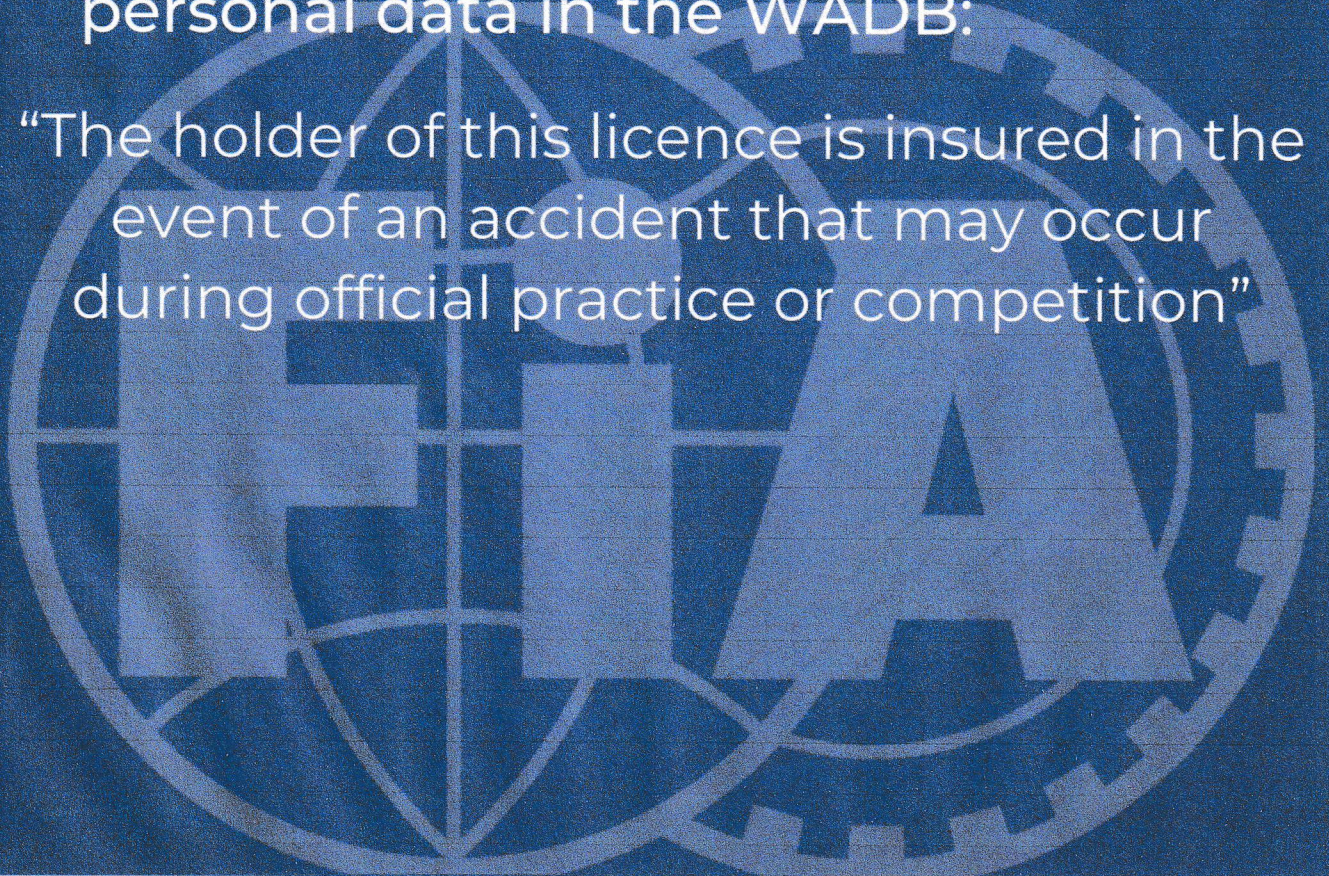 personal data in the WADB:
“The holder of this licence is insured in the
event of an accident that may occur
during official practice or competition”
FiA